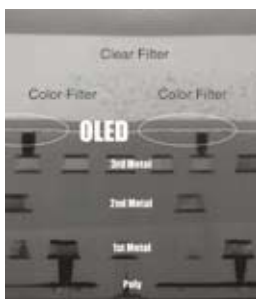 Clear Filter
Color Filter Color Filter
OLED
3rd Metal
2nd Metal
1st Metal
Poly